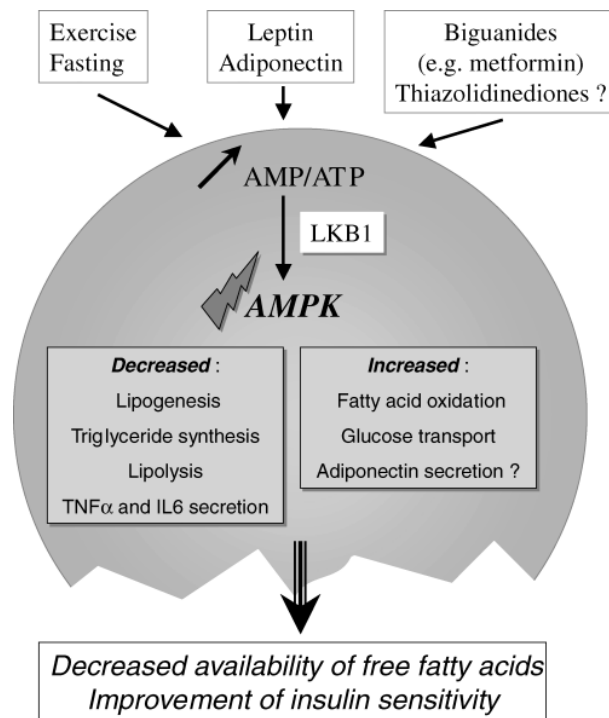 Exercise
Fasting
Leptin
Adiponectin
Biguanides
(e.g. metformin)
Thiazolidinediones ?
AMP/ATP
LKB1
AMPK
Decreased :
Lipogenesis
Triglyceride synthesis
Lipolysis
TNFα and IL6 secretion
Increased :
Fatty acid oxidation
Glucose transport
Adiponectin secretion ?
Decreased availability of free fatty acids
Improvement of insulin sensitivity